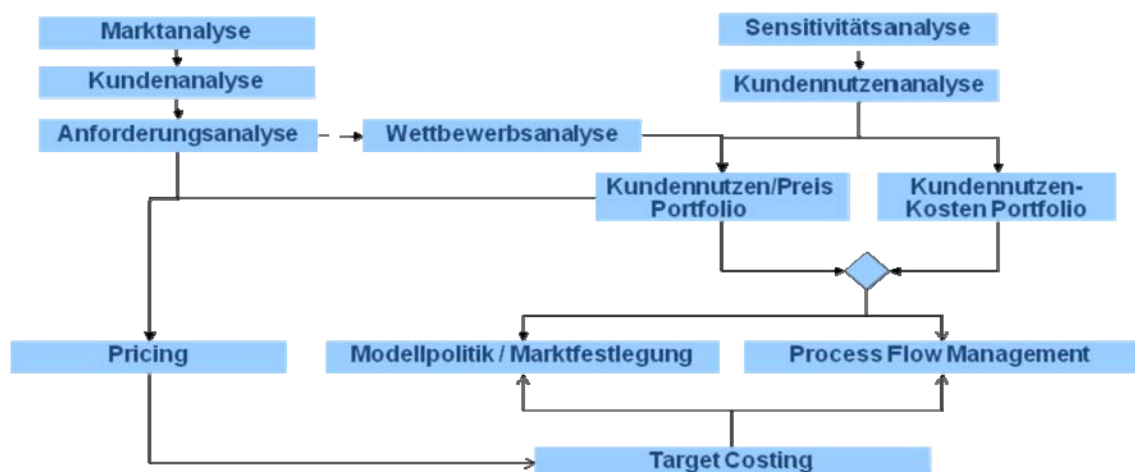 Marktanalyse
Sensitivitätsanalyse
Kundenanalyse
Kundennutzenanalyse
Anforderungsanalyse
Wettbewerbsanalyse
Kundennutzen/Preis
Portfolio
Kundennutzen-
Kosten Portfolio
Pricing
Modellpolitik / Marktfestlegung
Process Flow Management
Target Costing